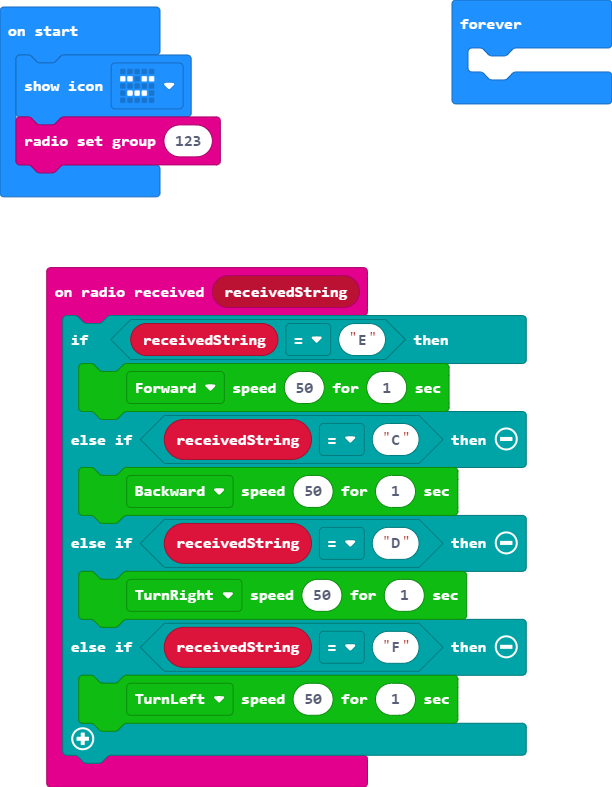 on start
show icon
radio set group 123
forever
on radio received receivedString
if receivedString = "E" then
Forward speed 50 for 1 sec
else if receivedString = "C" then
Backward speed 50 for 1 sec
else if receivedString = "D" then
TurnRight speed 50 for 1 sec
else if receivedString = "F" then
TurnLeft speed 50 for 1 sec